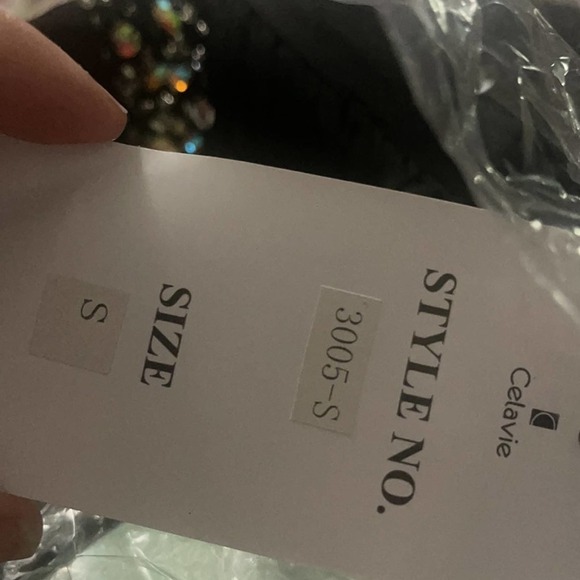 Celavie
STYLE NO.
3005-S
SIZE
S